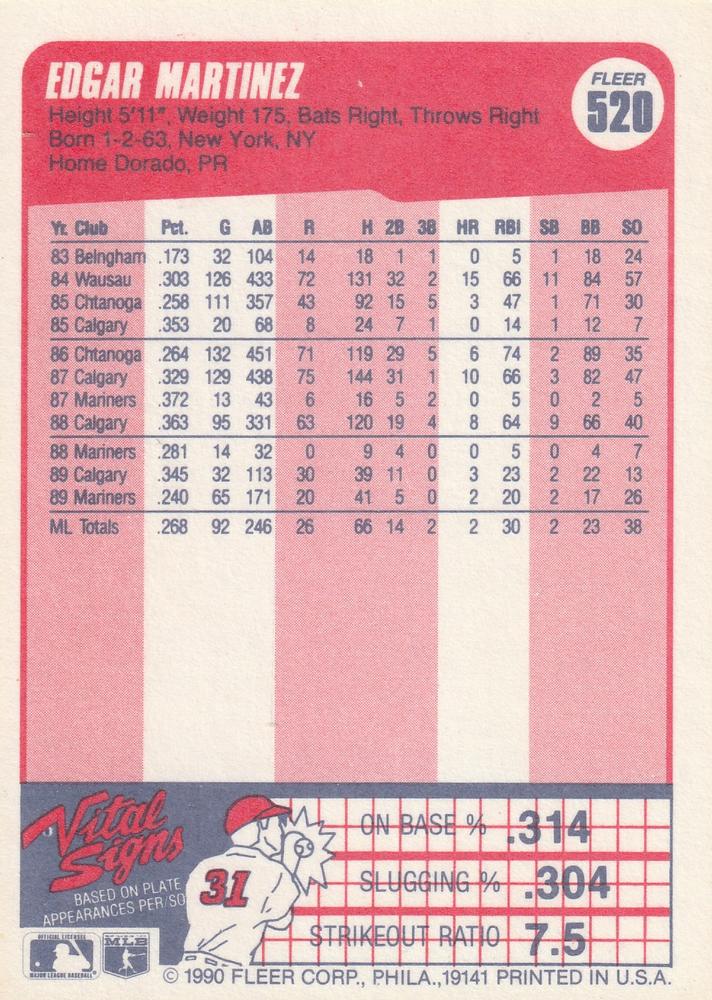 EDGAR MARTINEZ
FLEER
520
Height 5'11", Weight 175, Bats Right, Throws Right
Born 1-2-63, New York, NY
Home Dorado, PR
Yr. Club Pct. G AB R H 2B 3B HR RBI SB BB SO
83 Belngham .173 32 104 14 18 1 1 0 5 1 18 24
84 Wausau .303 126 433 72 131 32 2 15 66 11 84 57
85 Chtanoga .258 111 357 43 92 15 5 3 47 1 71 30
85 Calgary .353 20 68 8 24 7 1 0 14 1 12 7
86 Chtanoga .264 132 451 71 119 29 5 6 74 2 89 35
87 Calgary .329 129 438 75 144 31 1 10 66 3 82 47
87 Mariners .372 13 43 6 16 5 2 0 5 0 2 5
88 Calgary .363 95 331 63 120 19 4 8 64 9 66 40
88 Mariners .281 14 32 0 9 4 0 0 5 0 4 7
89 Calgary .345 32 113 30 39 11 0 3 23 2 22 13
89 Mariners .240 65 171 20 41 5 0 2 20 2 17 26
ML Totals .268 92 246 26 66 14 2 2 30 2 23 38
Vital
Signs
BASED ON PLATE
APPEARANCES PER/SO
31
ON BASE % .314
SLUGGING % .304
STRIKEOUT RATIO 7.5
OFFICIAL LICENSEE
MAJOR LEAGUE BASEBALL
MLB
© 1990 FLEER CORP., PHILA., 19141 PRINTED IN U.S.A.